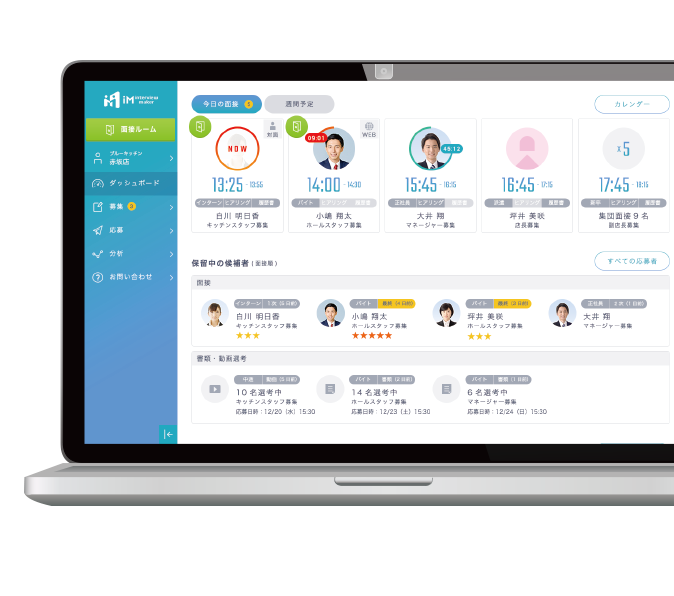 iM interview maker
面接ルーム
ブルーキッチン
赤坂店
ダッシュボード
募集 3
応募
分析
お問い合わせ
今日の面接
週間予定
カレンダー
対面
NOW
13:25 - 13:55
インターン ヒアリング 履歴書
白川 明日香
キッチンスタッフ募集
WEB
09:01
14:00 - 14:30
バイト ヒアリング 履歴書
小嶋 翔太
ホールスタッフ募集
45:12
15:45 - 16:15
正社員 ヒアリング 履歴書
大井 翔
マネージャー募集
16:45 - 17:15
派遣 ヒアリング 履歴書
坪井 美咲
店長募集
x5
17:45 - 18:15
新卒 ヒアリング 履歴書
集団面接９名
副店長募集
保留中の候補者（面接順）
すべての応募者
面接
インターン 1次（5日前）
白川 明日香
キッチンスタッフ募集
バイト 最終（4日前）
小嶋 翔太
ホールスタッフ募集
バイト 最終（3日前）
坪井 美咲
ホールスタッフ募集
正社員 2次（1日前）
大井 翔
マネージャー募集
書類・動画選考
中途 動画（5日前）
10 名選考中
キッチンスタッフ募集
応募日時：12/20（水）15:30
バイト 書類（2日前）
14 名選考中
ホールスタッフ募集
応募日時：12/23（土）15:30
バイト 書類（1日前）
6 名選考中
マネージャー募集
応募日時：12/24（日）15:30